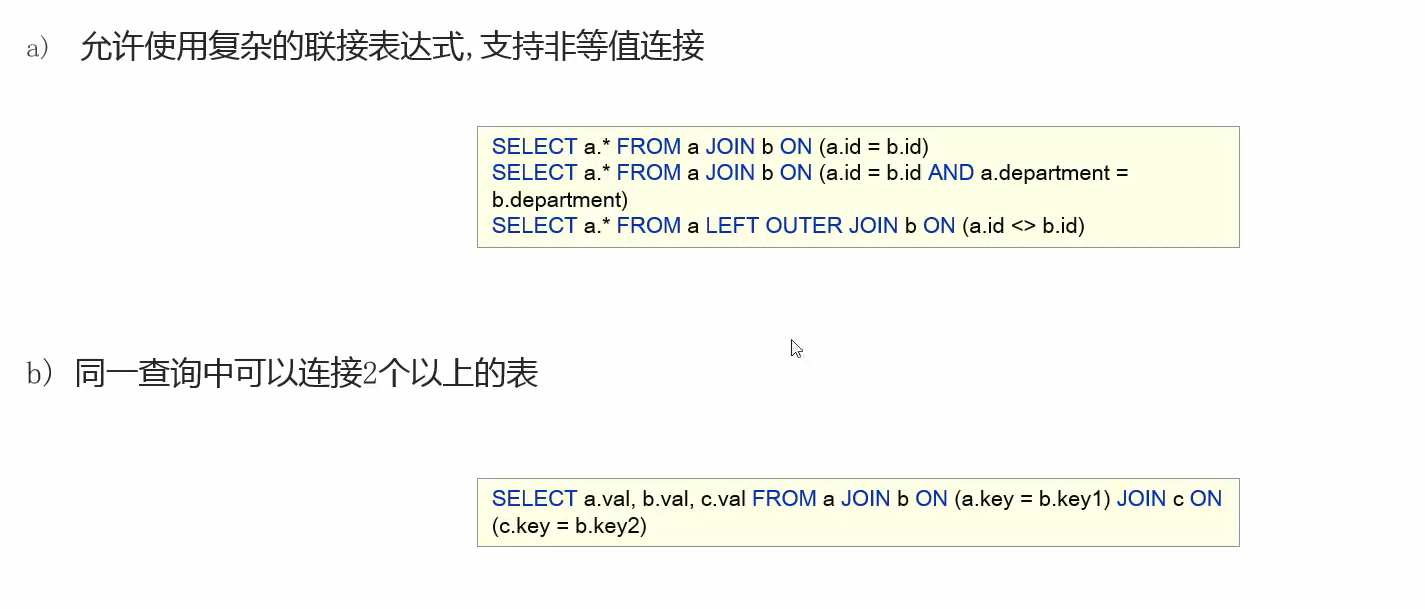 a) 允许使用复杂的联接表达式,支持非等值连接
SELECT a.* FROM a JOIN b ON (a.id = b.id)
SELECT a.* FROM a JOIN b ON (a.id = b.id AND a.department =
b.department)
SELECT a.* FROM a LEFT OUTER JOIN b ON (a.id <> b.id)
b) 同一查询中可以连接2个以上的表
SELECT a.val, b.val, c.val FROM a JOIN b ON (a.key = b.key1) JOIN c ON
(c.key = b.key2)